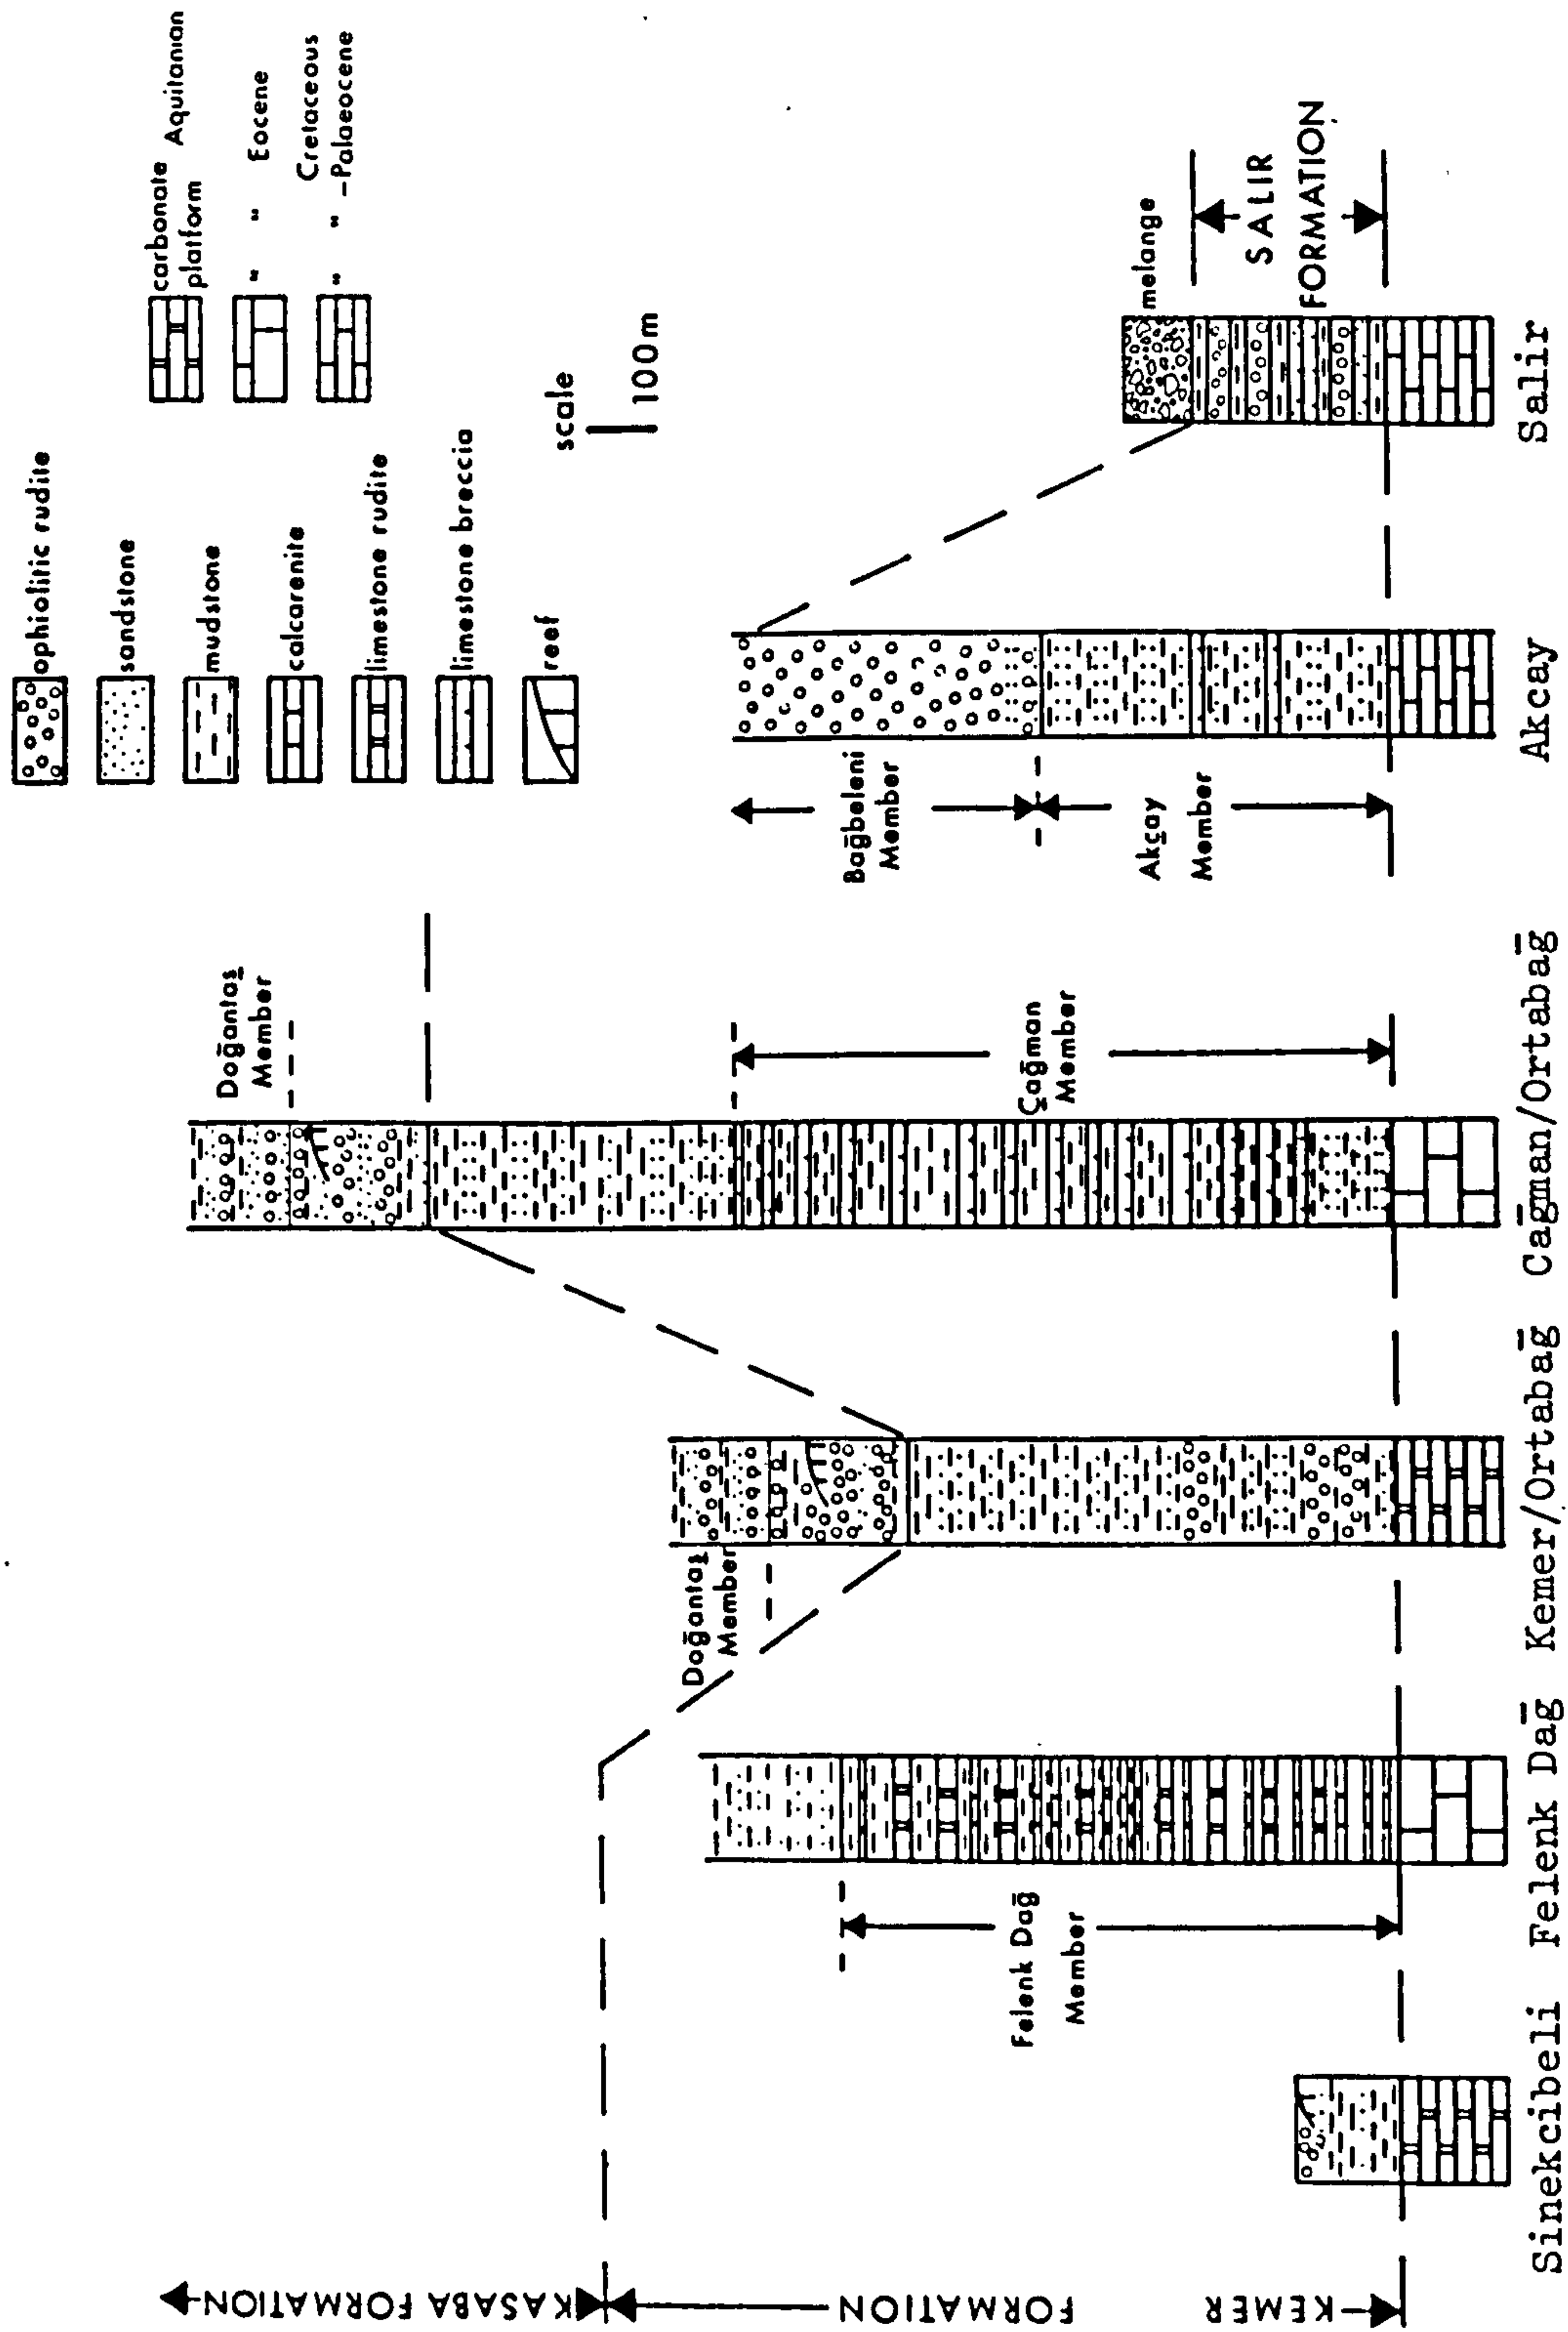 ophiolitic rudite
sandstone
mudstone
calcarenite
limestone rudite
limestone breccia
reef
carbonate Aquitanian
platform
" " Eocene
Cretaceous
" " -Palaeocene
scale
100m
KASABA FORMATION
KEMER FORMATION
Felenk Dağ
Member
Doğantaş
Member
Doğantaş
Member
Çağman
Member
Bağbeleni
Member
Akçay
Member
melange
SALIR
FORMATION
Sinekcibeli Felenk Dağ Kemer/Ortabağ Cağman/Ortabağ Akcay Salir